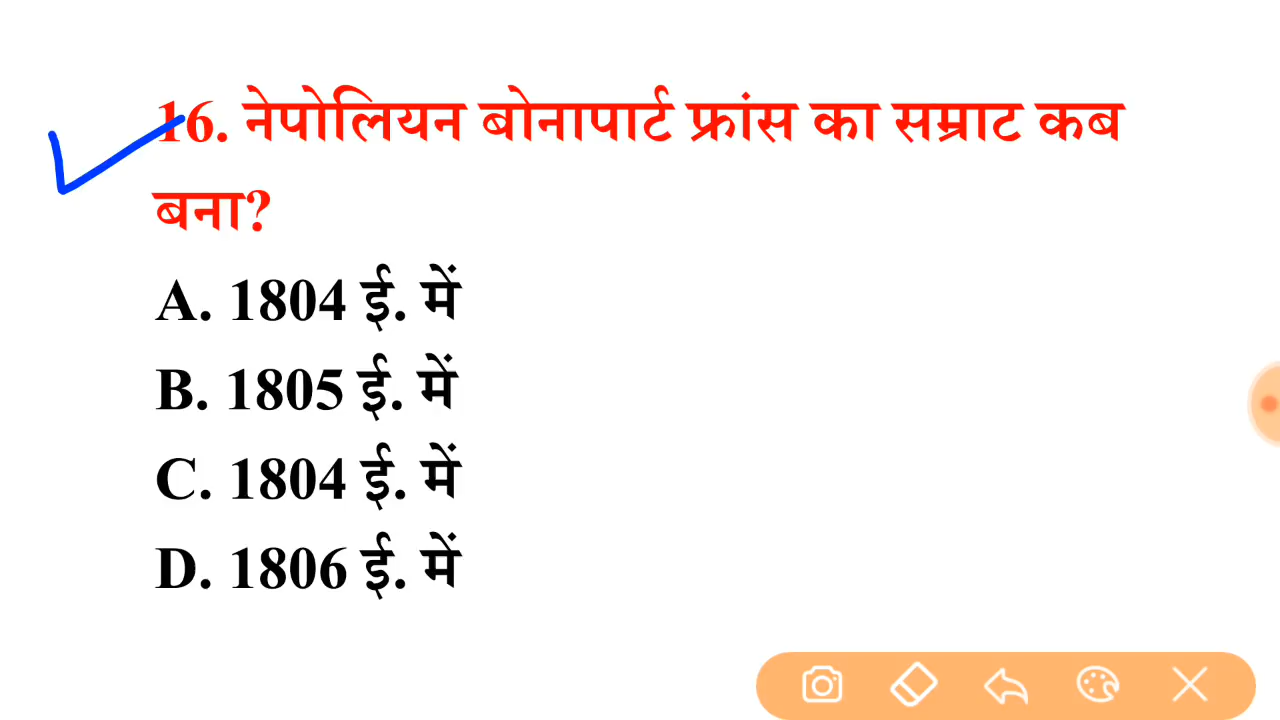 16. नेपोलियन बोनापार्ट फ्रांस का सम्राट कब
बना?
A. 1804 ई. में
B. 1805 ई. में
C. 1804 ई. में
D. 1806 ई. में